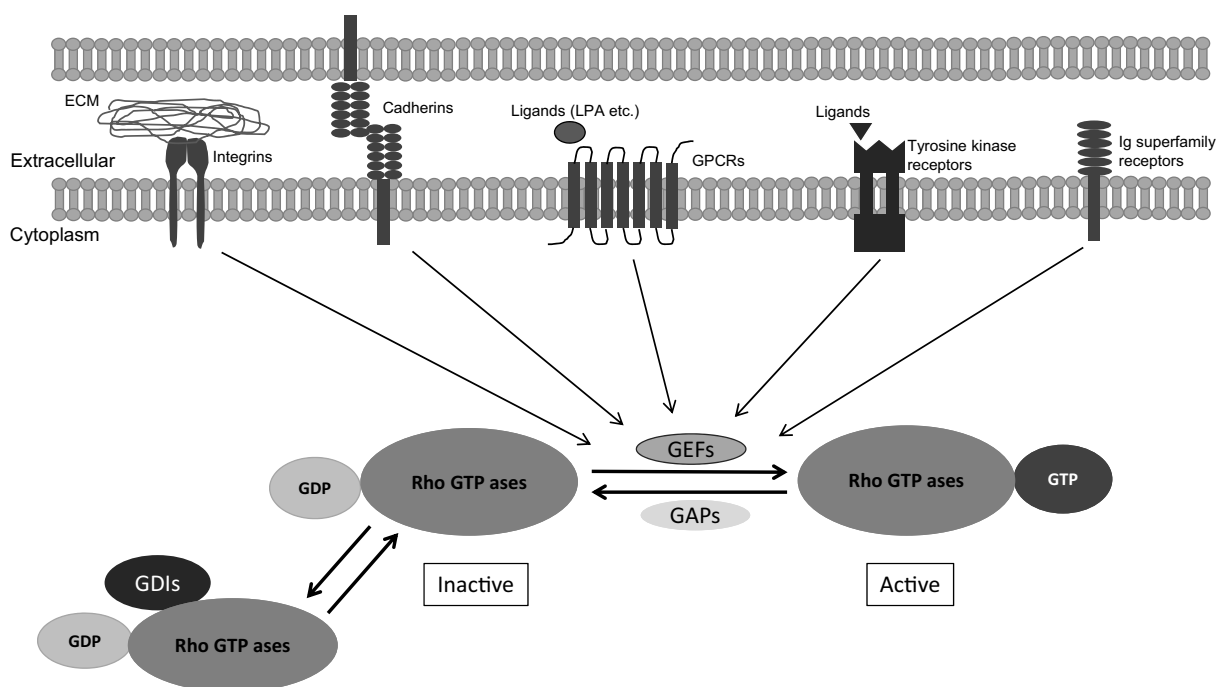 ECM
Cadherins
Ligands (LPA etc.)
Ligands
Extracellular
Integrins
GPCRs
Tyrosine kinase
receptors
Ig superfamily
receptors
Cytoplasm
GEFs
GDP
Rho GTP ases
Rho GTP ases
GTP
GAPs
Inactive
Active
GDIs
GDP
Rho GTP ases